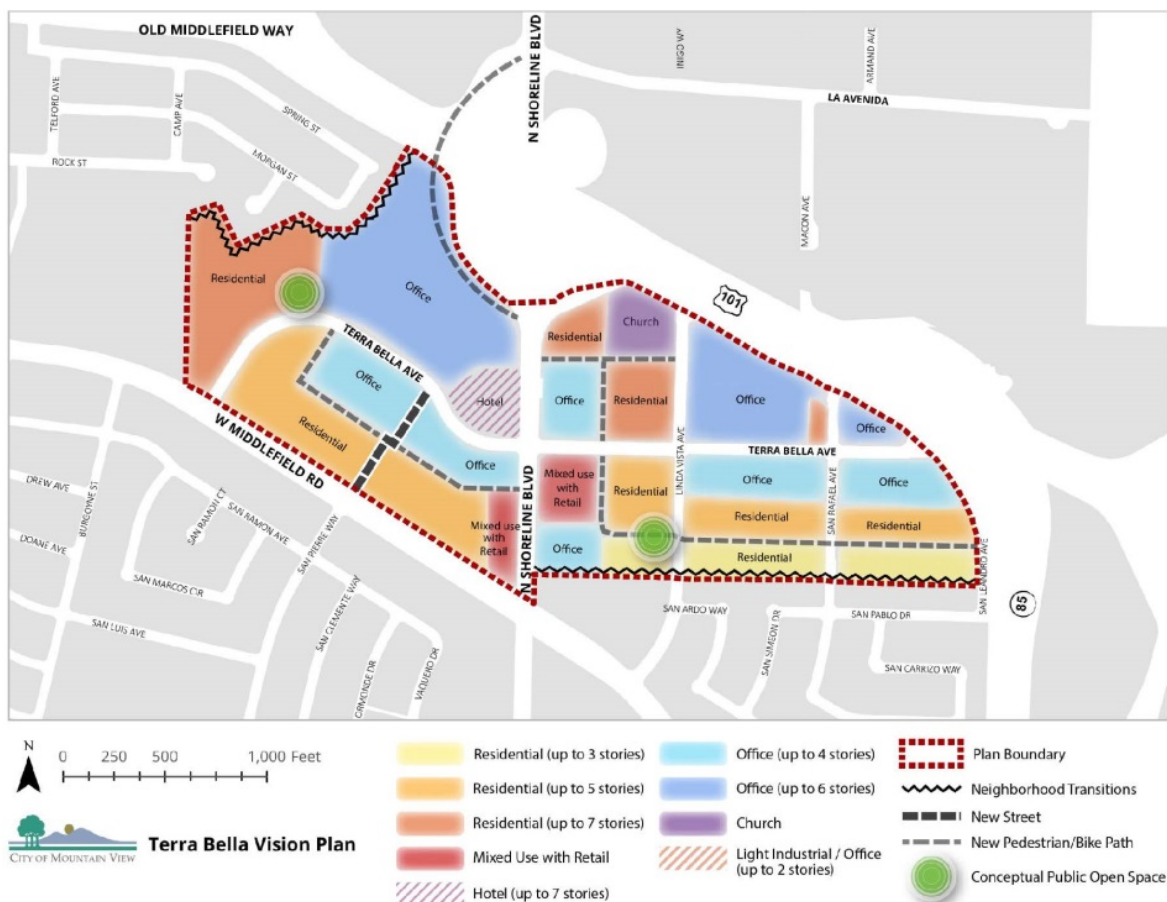 OLD MIDDLEFIELD WAY
N SHORELINE BLVD
INIGO WY
ARMAND AVE
LA AVENIDA
TELFORD AVE
CAMP AVE
SPRING ST
MORGAN ST
ROCK ST
MACON AVE
101
Residential
Office
TERRA BELLA AVE
Residential
Church
Office
Hotel
Office
Residential
Office
Office
Residential
W MIDDLEFIELD RD
Office
N SHORELINE BLVD
Mixed use
with
Retail
Residential
LINDA VISTA AVE
TERRA BELLA AVE
Office
SAN RAFAEL AVE
Office
Residential
Residential
Mixed use
with
Retail
Office
Residential
DREW AVE
BURGOYNE ST
SAN RAMON CT
SAN RAMON AVE
SAN PIERRE WAY
DOANE AVE
SAN MARCOS CIR
SAN CLEMENTE WAY
SAN LUIS AVE
ORMONDE DR
VAQUERO DR
SAN ARDO WAY
SAN SIMEON DR
SAN PABLO DR
SAN LEANDRO AVE
85
SAN CARRIZO WAY
N
0 250 500 1,000 Feet
CITY OF MOUNTAIN VIEW
Terra Bella Vision Plan
Residential (up to 3 stories)
Residential (up to 5 stories)
Residential (up to 7 stories)
Mixed Use with Retail
Hotel (up to 7 stories)
Office (up to 4 stories)
Office (up to 6 stories)
Church
Light Industrial / Office
(up to 2 stories)
Plan Boundary
Neighborhood Transitions
New Street
New Pedestrian/Bike Path
Conceptual Public Open Space